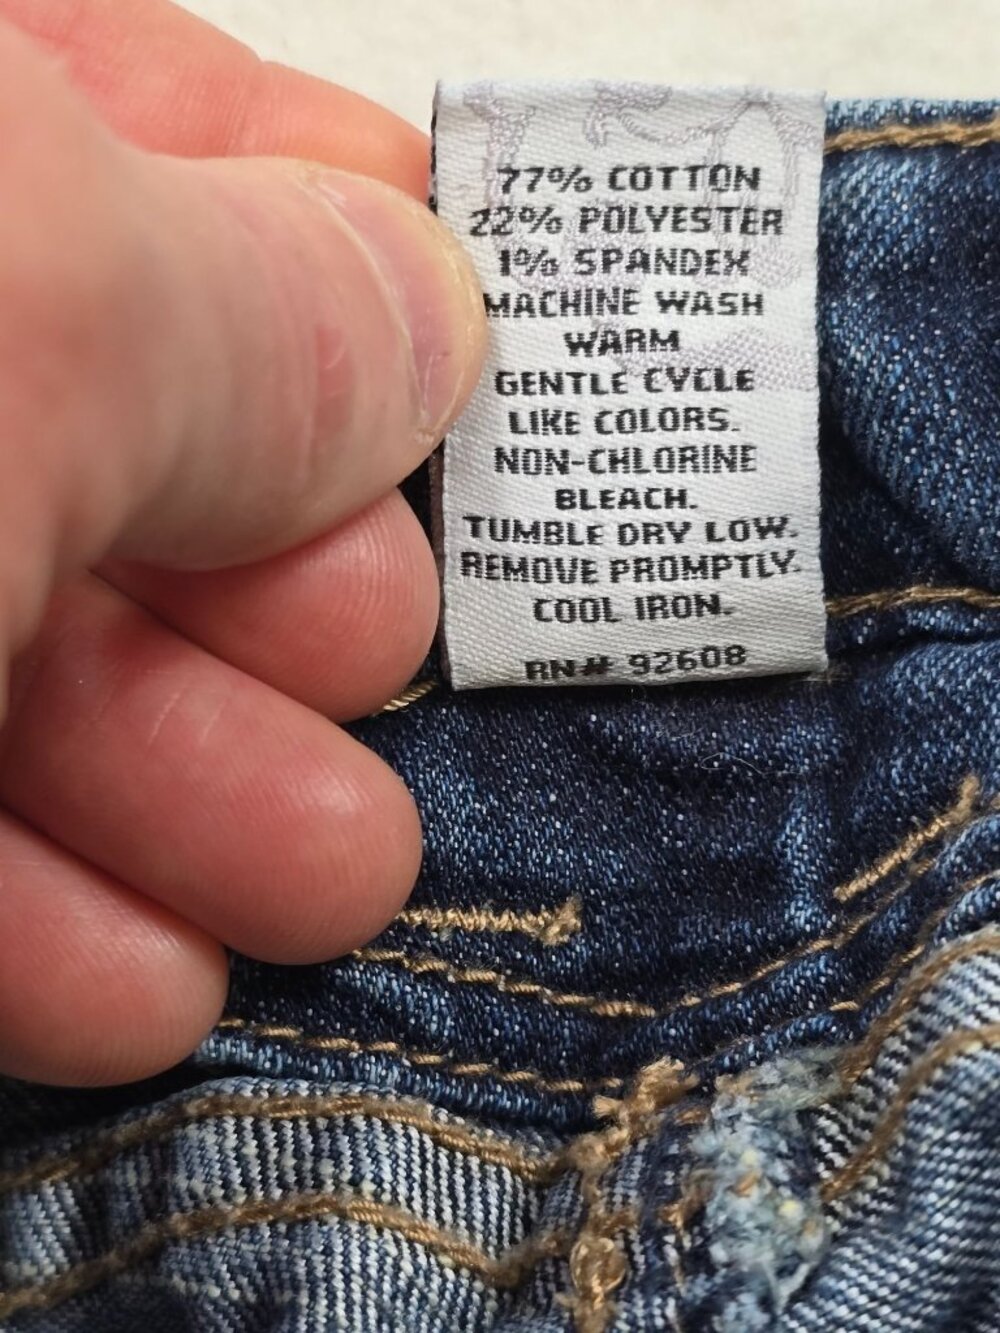 77% COTTON
22% POLYESTER
1% SPANDEX
MACHINE WASH
WARM
GENTLE CYCLE
LIKE COLORS.
NON-CHLORINE
BLEACH.
TUMBLE DRY LOW.
REMOVE PROMPTLY.
COOL IRON.
RN# 92608